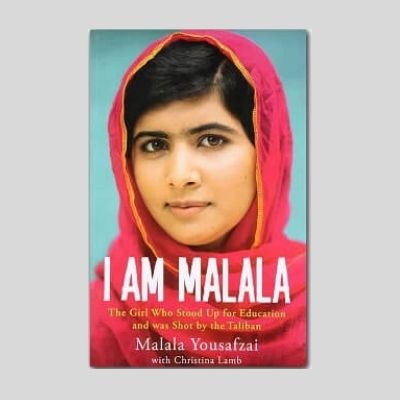 I AM MALALA
The Girl Who Stood Up for Education
and was Shot by the Taliban
Malala Yousafzai
with Christina Lamb